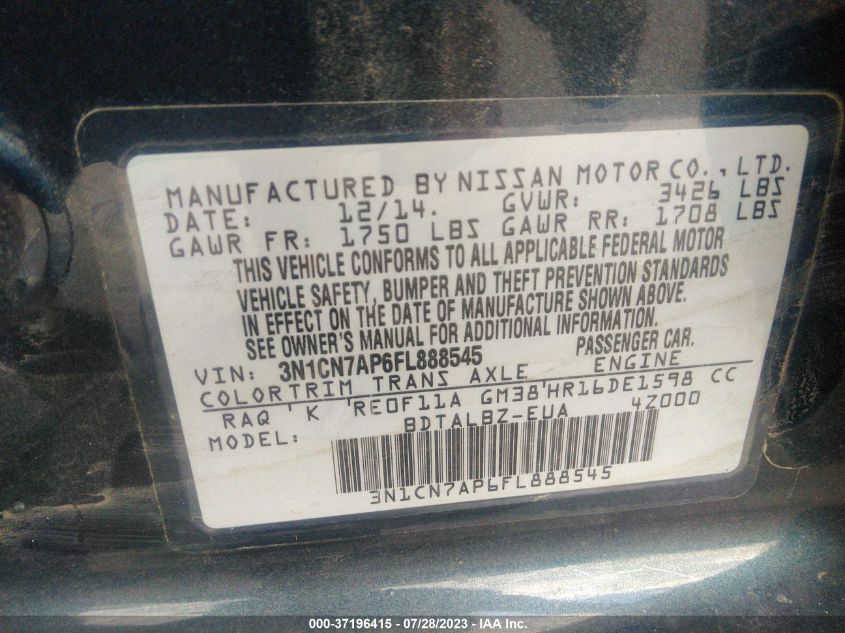 MANUFACTURED BY NISSAN MOTOR CO., LTD.
DATE: 12/14. GVWR: 3426 LBS
GAWR FR: 1750 LBS GAWR RR: 1708 LBS
THIS VEHICLE CONFORMS TO ALL APPLICABLE FEDERAL MOTOR
VEHICLE SAFETY, BUMPER AND THEFT PREVENTION STANDARDS
IN EFFECT ON THE DATE OF MANUFACTURE SHOWN ABOVE.
SEE OWNER'S MANUAL FOR ADDITIONAL INFORMATION.
VIN: 3N1CN7AP6FL888545 PASSENGER CAR.
COLOR TRIM TRANS AXLE ENGINE
RAQ ' K 'RE0F11A GM38'HR16DE1598 CC
MODEL: BDTALBZ-EUA 4Z000
3N1CN7AP6FL888545
000-37196415 / 07/28/2023 - IAA Inc.